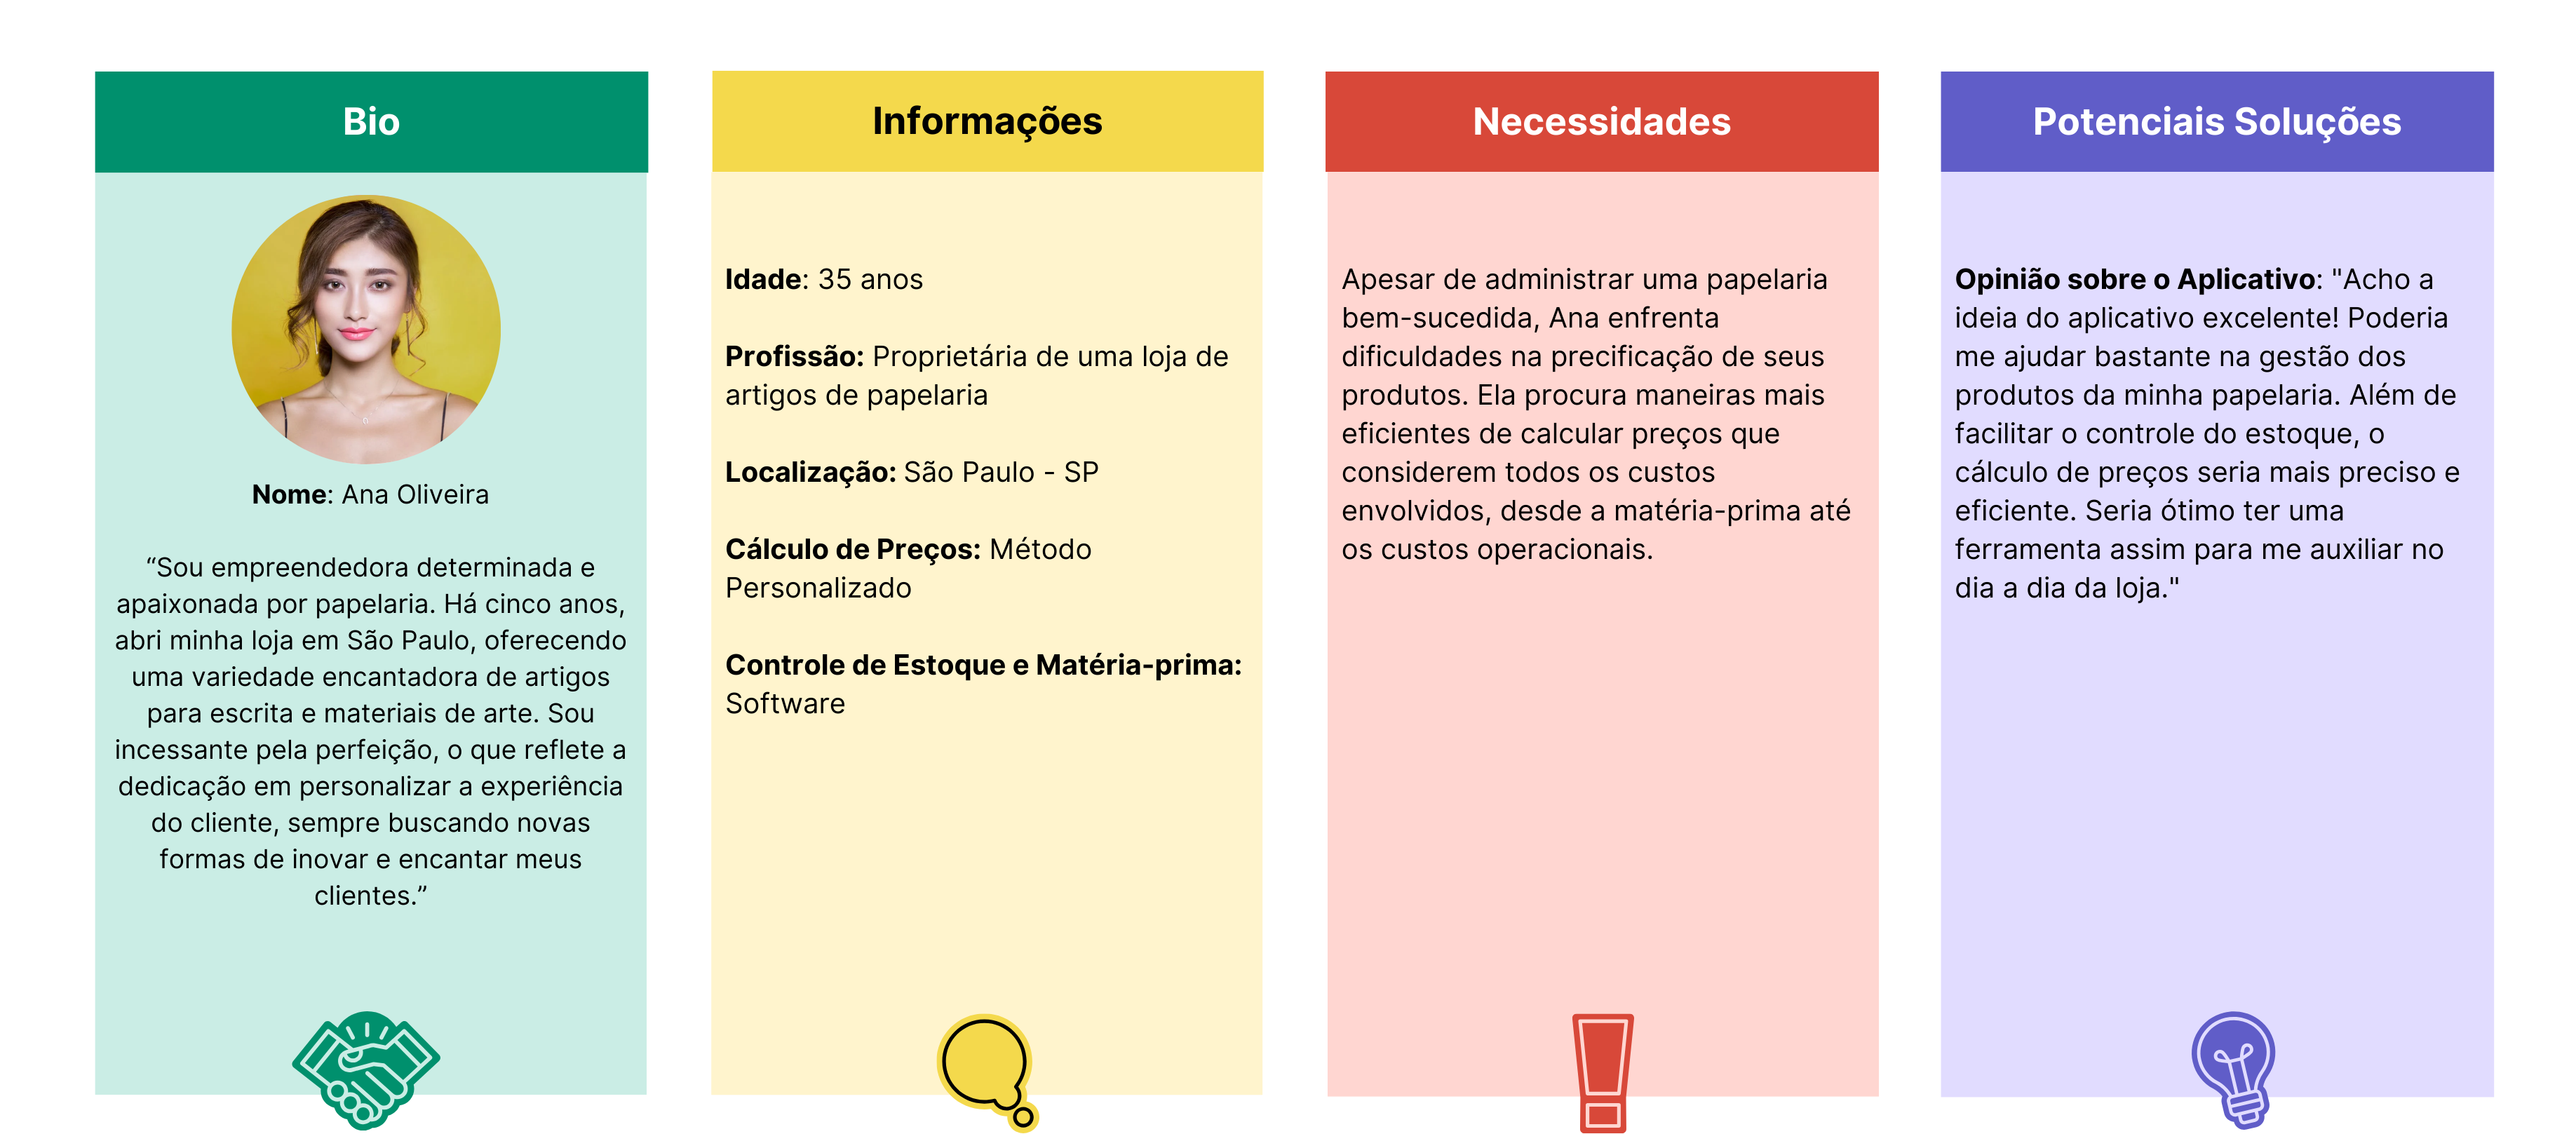 Bio
Nome: Ana Oliveira
“Sou empreendedora determinada e
apaixonada por papelaria. Há cinco anos,
abri minha loja em São Paulo, oferecendo
uma variedade encantadora de artigos
para escrita e materiais de arte. Sou
incessante pela perfeição, o que reflete a
dedicação em personalizar a experiência
do cliente, sempre buscando novas
formas de inovar e encantar meus
clientes.”
Informações
Idade: 35 anos
Profissão: Proprietária de uma loja de
artigos de papelaria
Localização: São Paulo - SP
Cálculo de Preços: Método
Personalizado
Controle de Estoque e Matéria-prima:
Software
Necessidades
Apesar de administrar uma papelaria
bem-sucedida, Ana enfrenta
dificuldades na precificação de seus
produtos. Ela procura maneiras mais
eficientes de calcular preços que
considerem todos os custos
envolvidos, desde a matéria-prima até
os custos operacionais.
Potenciais Soluções
Opinião sobre o Aplicativo: "Acho a
ideia do aplicativo excelente! Poderia
me ajudar bastante na gestão dos
produtos da minha papelaria. Além de
facilitar o controle do estoque, o
cálculo de preços seria mais preciso e
eficiente. Seria ótimo ter uma
ferramenta assim para me auxiliar no
dia a dia da loja."